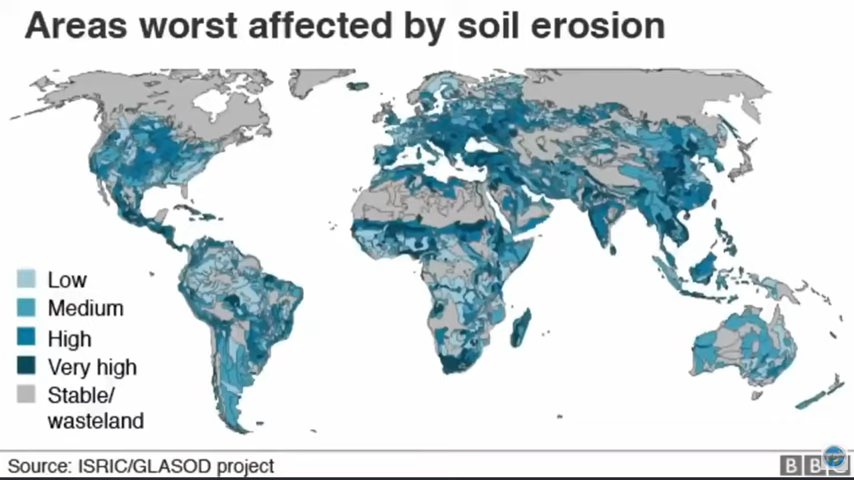 Areas worst affected by soil erosion
Low
Medium
High
Very high
Stable/
wasteland
Source: ISRIC/GLASOD project
BBC